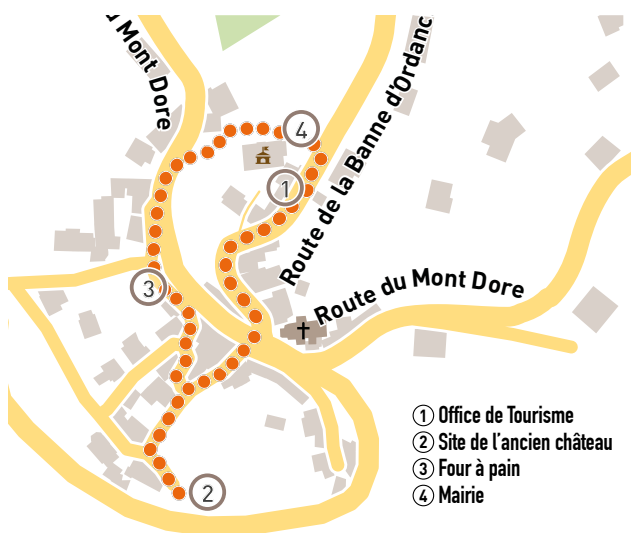 u Mont Dore
Route de la Banne d'Ordanc
4
1
3
Route du Mont Dore
2
1 Office de Tourisme
2 Site de l'ancien château
3 Four à pain
4 Mairie